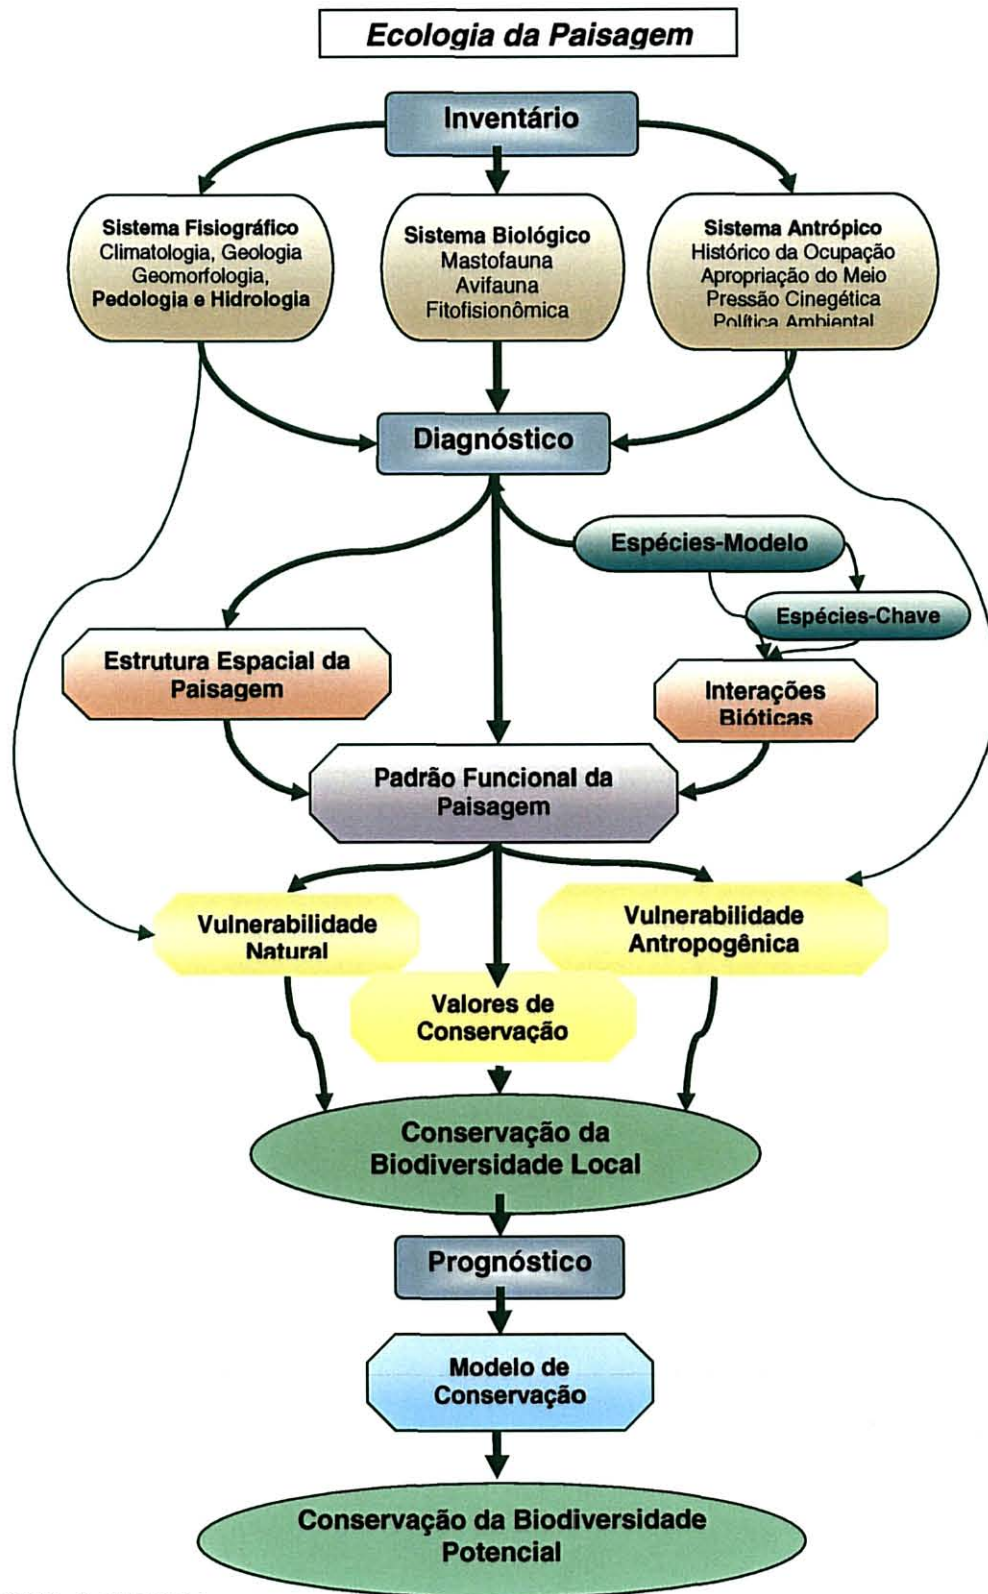 Ecologia da Paisagem
Inventário
Sistema Fisiográfico
Climatologia, Geologia
Geomorfologia,
Pedologia e Hidrologia
Sistema Biológico
Mastofauna
Avifauna
Fitofisionômica
Sistema Antrópico
Histórico da Ocupação
Apropriação do Meio
Pressão Cinegética
Política Ambiental
Diagnóstico
Espécies-Modelo
Espécies-Chave
Estrutura Espacial da
Paisagem
Interações
Bióticas
Padrão Funcional da
Paisagem
Vulnerabilidade
Natural
Vulnerabilidade
Antropogênica
Valores de
Conservação
Conservação da
Biodiversidade Local
Prognóstico
Modelo de
Conservação
Conservação da Biodiversidade
Potencial